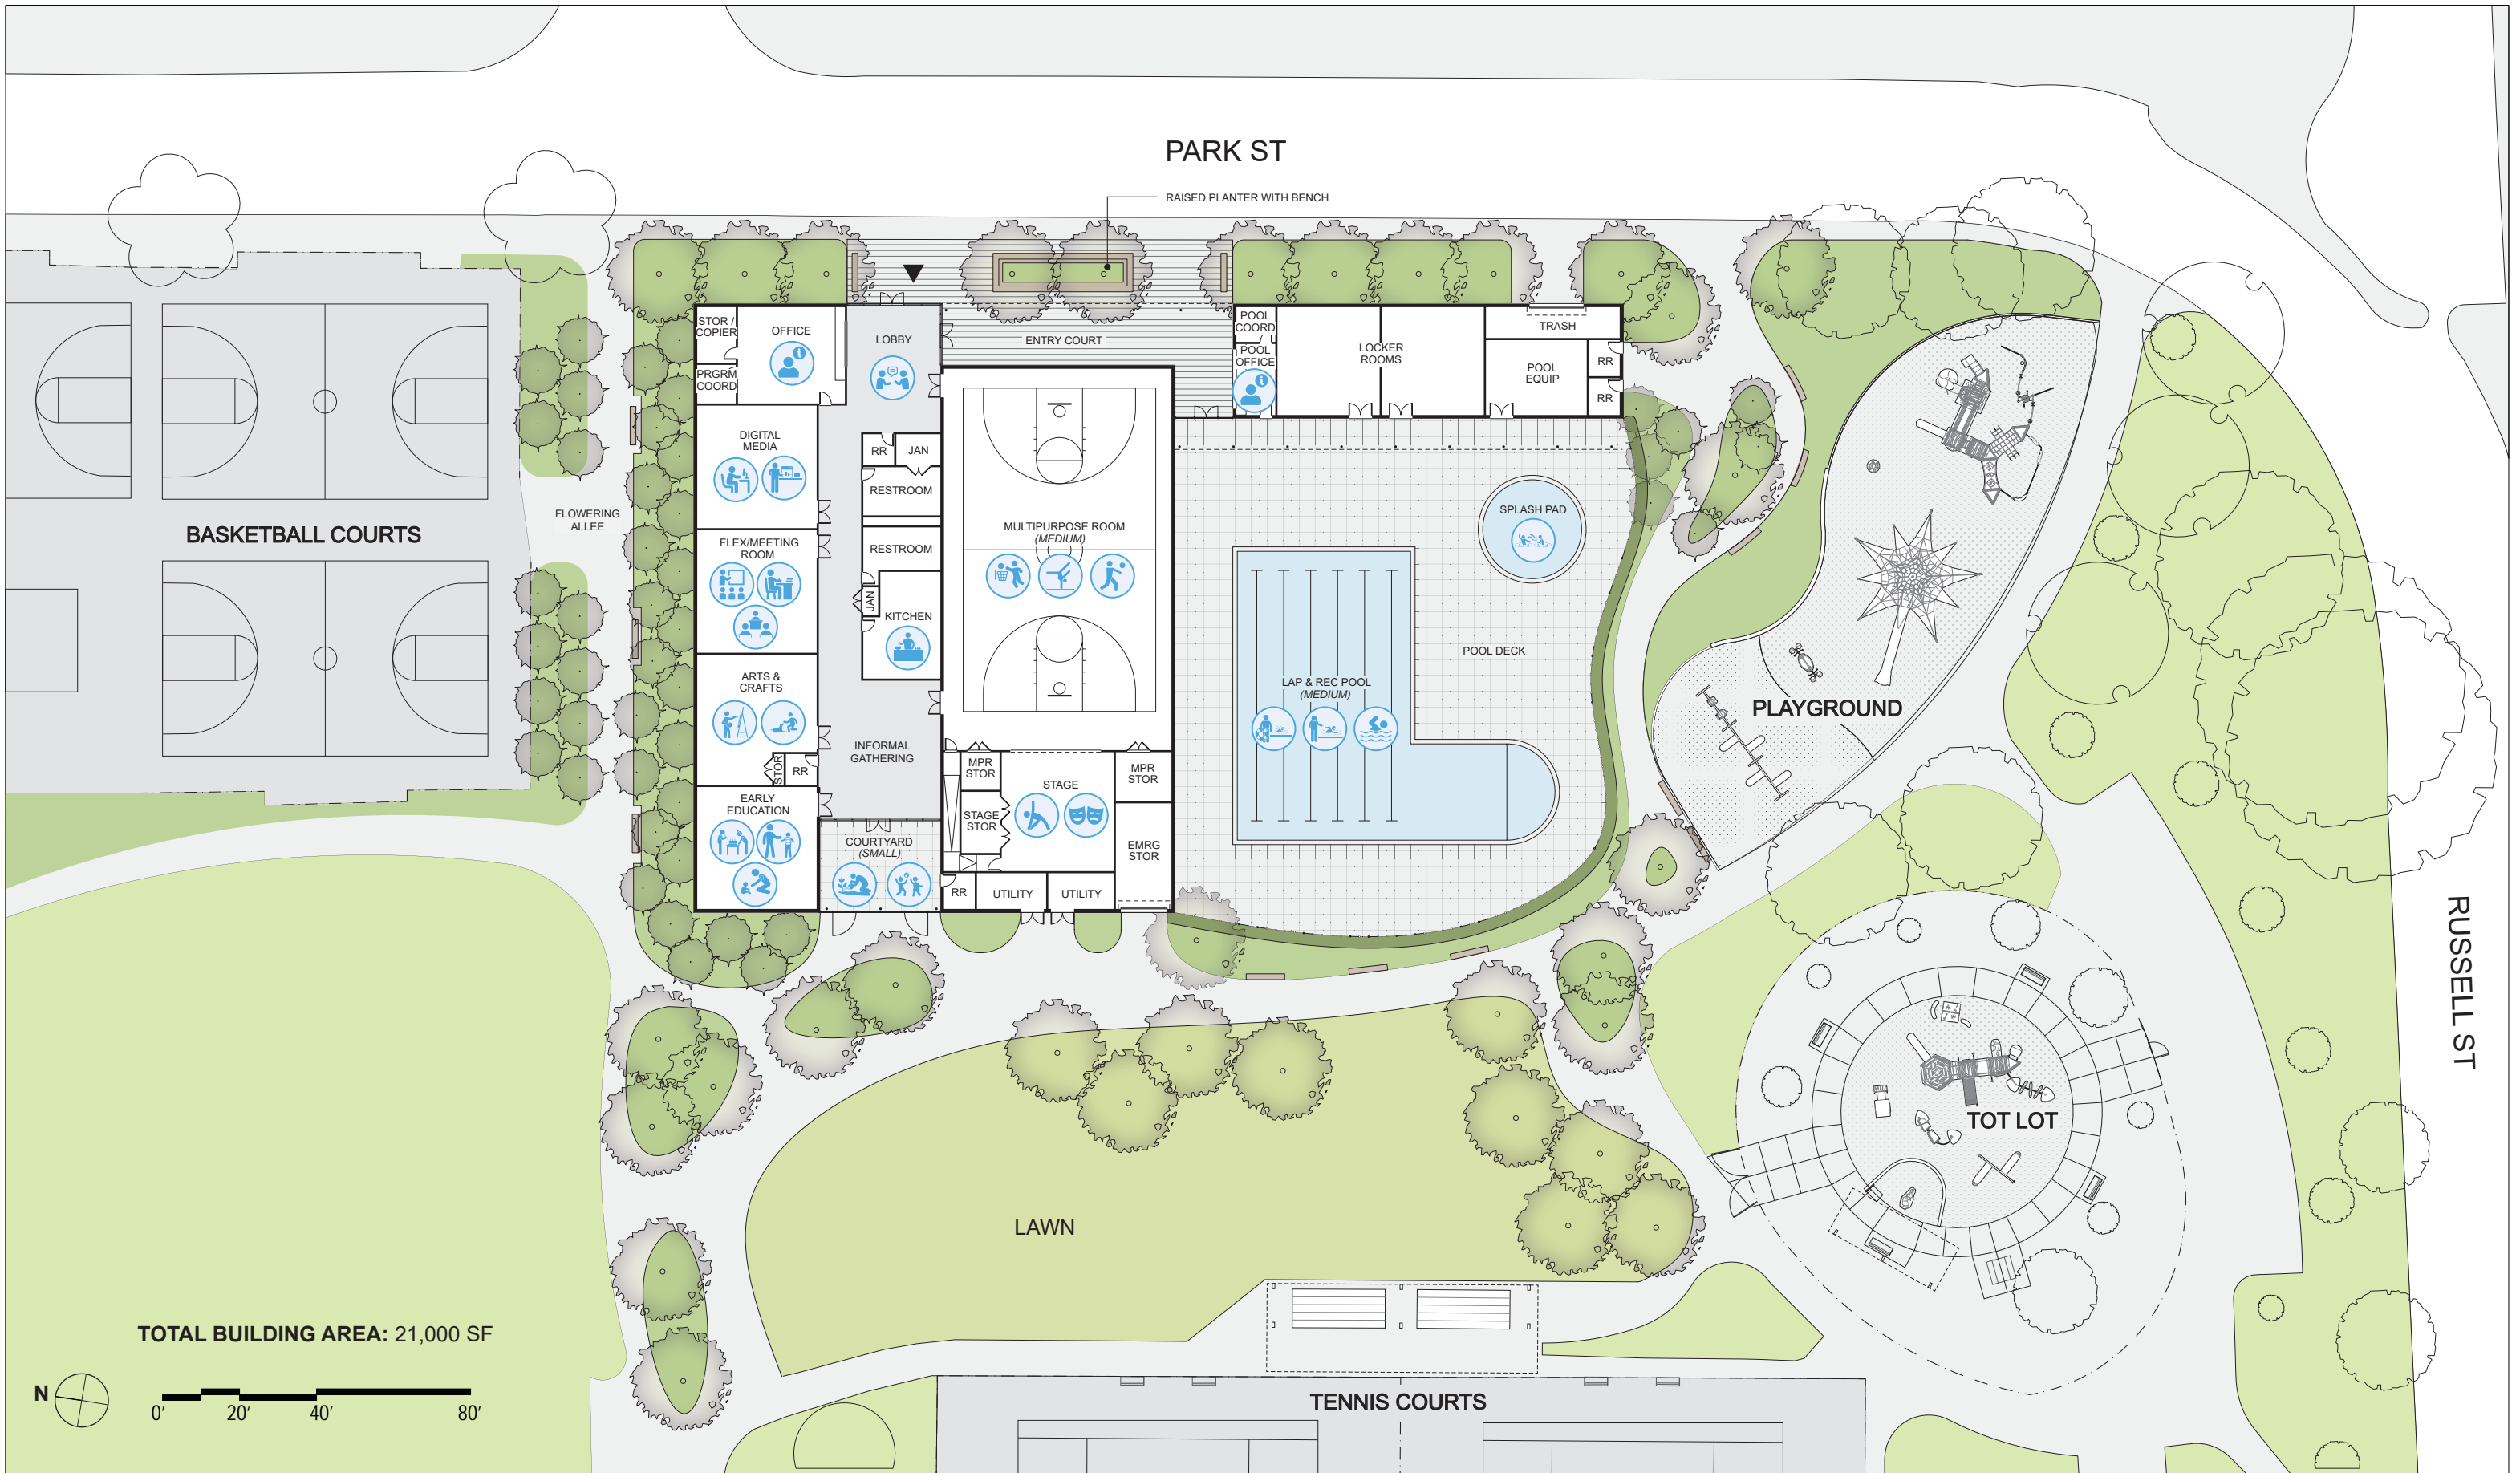 PARK ST
RAISED PLANTER WITH BENCH
STOR /
COPIER
OFFICE
LOBBY
ENTRY COURT
POOL
COORD
TRASH
PRGRM
COORD
POOL
OFFICE
LOCKER
ROOMS
POOL
EQUIP
RR
RR
DIGITAL
MEDIA
RR
JAN
RESTROOM
FLOWERING
ALLEE
BASKETBALL COURTS
MULTIPURPOSE ROOM
(MEDIUM)
SPLASH PAD
FLEX/MEETING
ROOM
RESTROOM
JAN
KITCHEN
POOL DECK
ARTS &
CRAFTS
LAP & REC POOL
(MEDIUM)
PLAYGROUND
INFORMAL
GATHERING
STOR
RR
MPR
STOR
STAGE
MPR
STOR
EARLY
EDUCATION
STAGE
STOR
COURTYARD
(SMALL)
EMRG
STOR
RR
UTILITY
UTILITY
RUSSELL ST
TOT LOT
LAWN
TOTAL BUILDING AREA: 21,000 SF
N
0' 20' 40' 80'
TENNIS COURTS